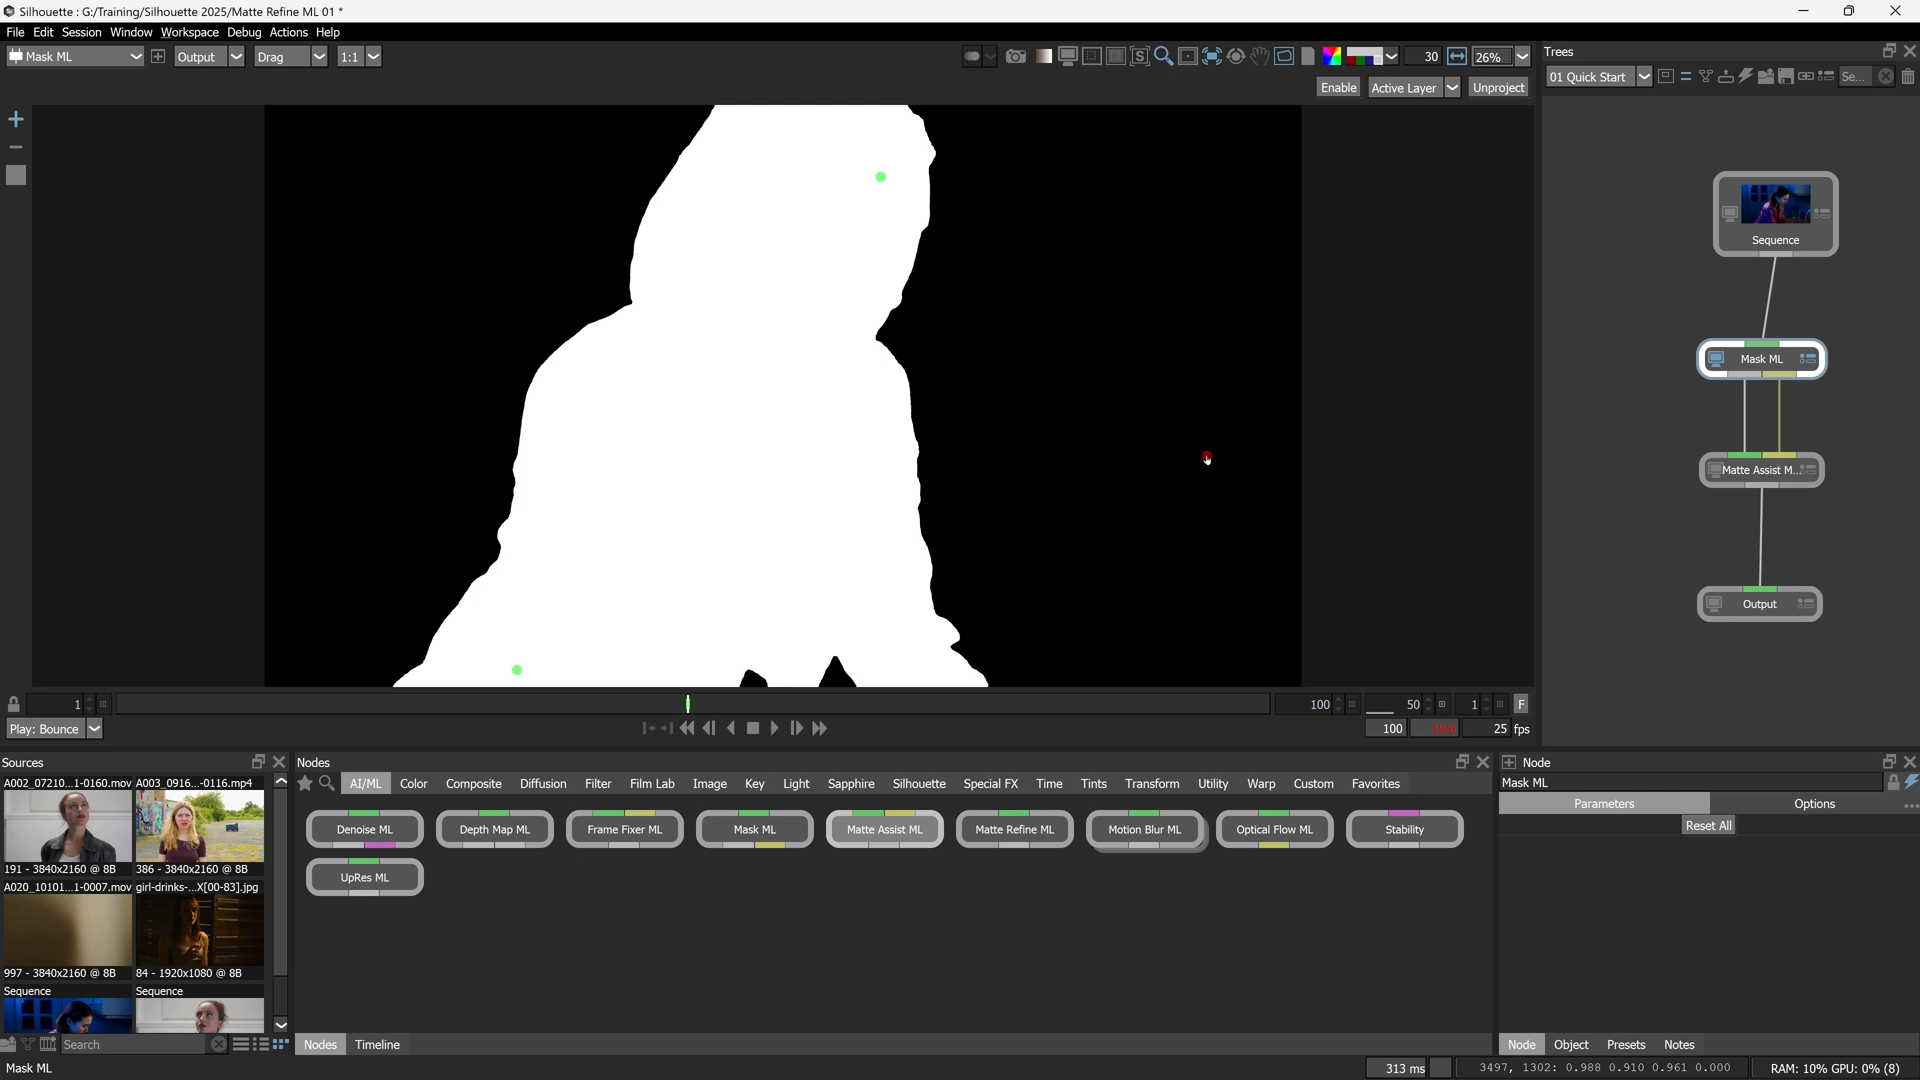 Silhouette : G:/Training/Silhouette 2025/Matte Refine ML 01 *
File Edit Session Window Workspace Debug Actions Help
Mask ML Output Drag 1:1 30 26% Trees
01 Quick Start Se...
Enable Active Layer Unproject
Sequence
Mask ML
Matte Assist M...
Output
1 100 50 1 F
Play: Bounce 100 25 fps
Sources Nodes Node
A002_07210...1-0160.mov A003_0916...-0116.mp4
AI/ML Color Composite Diffusion Filter Film Lab Image Key Light Sapphire Silhouette Special FX Time Tints Transform Utility Warp Custom Favorites
Mask ML
Parameters Options
Reset All
Denoise ML Depth Map ML Frame Fixer ML Mask ML Matte Assist ML Matte Refine ML Motion Blur ML Optical Flow ML Stability
UpRes ML
191 - 3840x2160 @ 8B 386 - 3840x2160 @ 8B
A020_10101...1-0007.mov girl-drinks-...X[00-83].jpg
997 - 3840x2160 @ 8B 84 - 1920x1080 @ 8B
Sequence Sequence
Search Nodes Timeline Node Object Presets Notes
Mask ML 313 ms 3497, 1302: 0.988 0.910 0.961 0.000 RAM: 10% GPU: 0% (8)